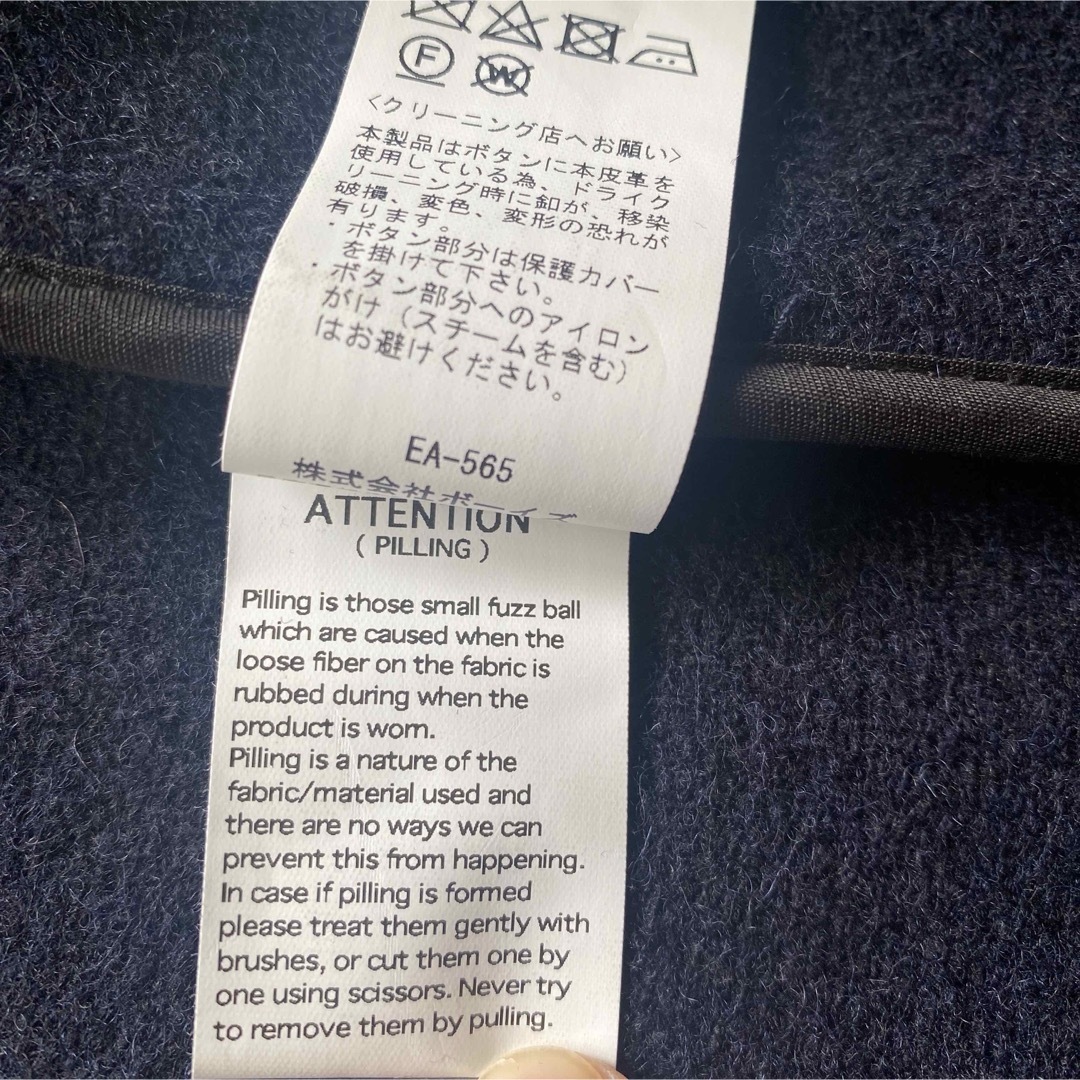 F
W
<クリーニング店へお願い>
本製品はボタンに本皮革を
使用している為、ドライク
リーニング時に釦が、移染
破損、変色、変形の恐れが
有ります。
・ボタン部分は保護カバー
を掛けて下さい。
・ボタン部分へのアイロン
がけ(スチームを含む)
はお避けください。
EA-565
株式会社ボーイズ
ATTENTION
( PILLING )
Pilling is those small fuzz ball
which are caused when the
loose fiber on the fabric is
rubbed during when the
product is worn.
Pilling is a nature of the
fabric/material used and
there are no ways we can
prevent this from happening.
In case if pilling is formed
please treat them gently with
brushes, or cut them one by
one using scissors. Never try
to remove them by pulling.